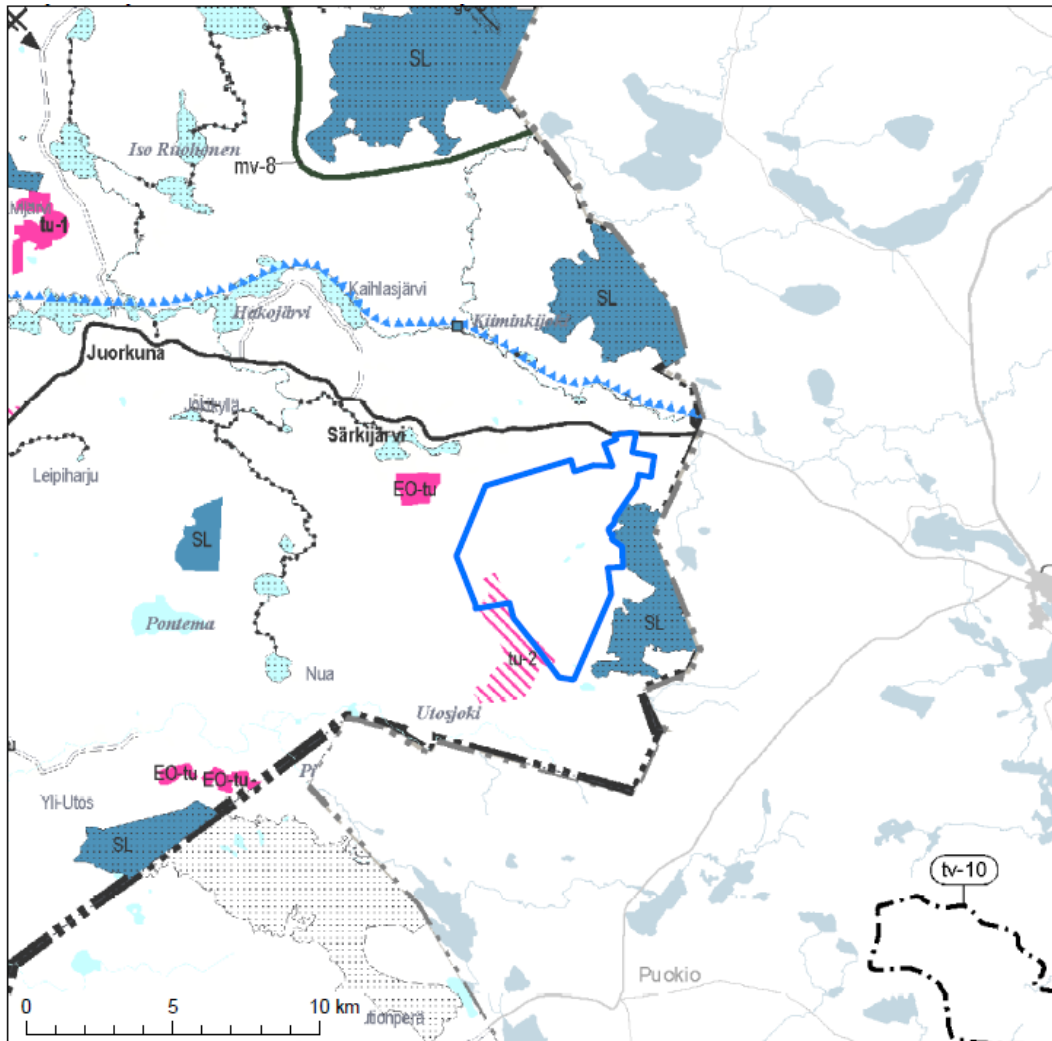 SL
Iso Ruohonen
mv-8
tu-1
SL
Kaihlasjärvi
Hakojärvi
Kiiminkijoki
Juorkuna
Jokikylä
Särkijärvi
Leipiharju
EO-tu
SL
Pontema
SL
tu-2
Nua
Utosjoki
EO-tu
EO-tu
Yli-Utos
SL
tv-10
Puokio
0 5 10 km